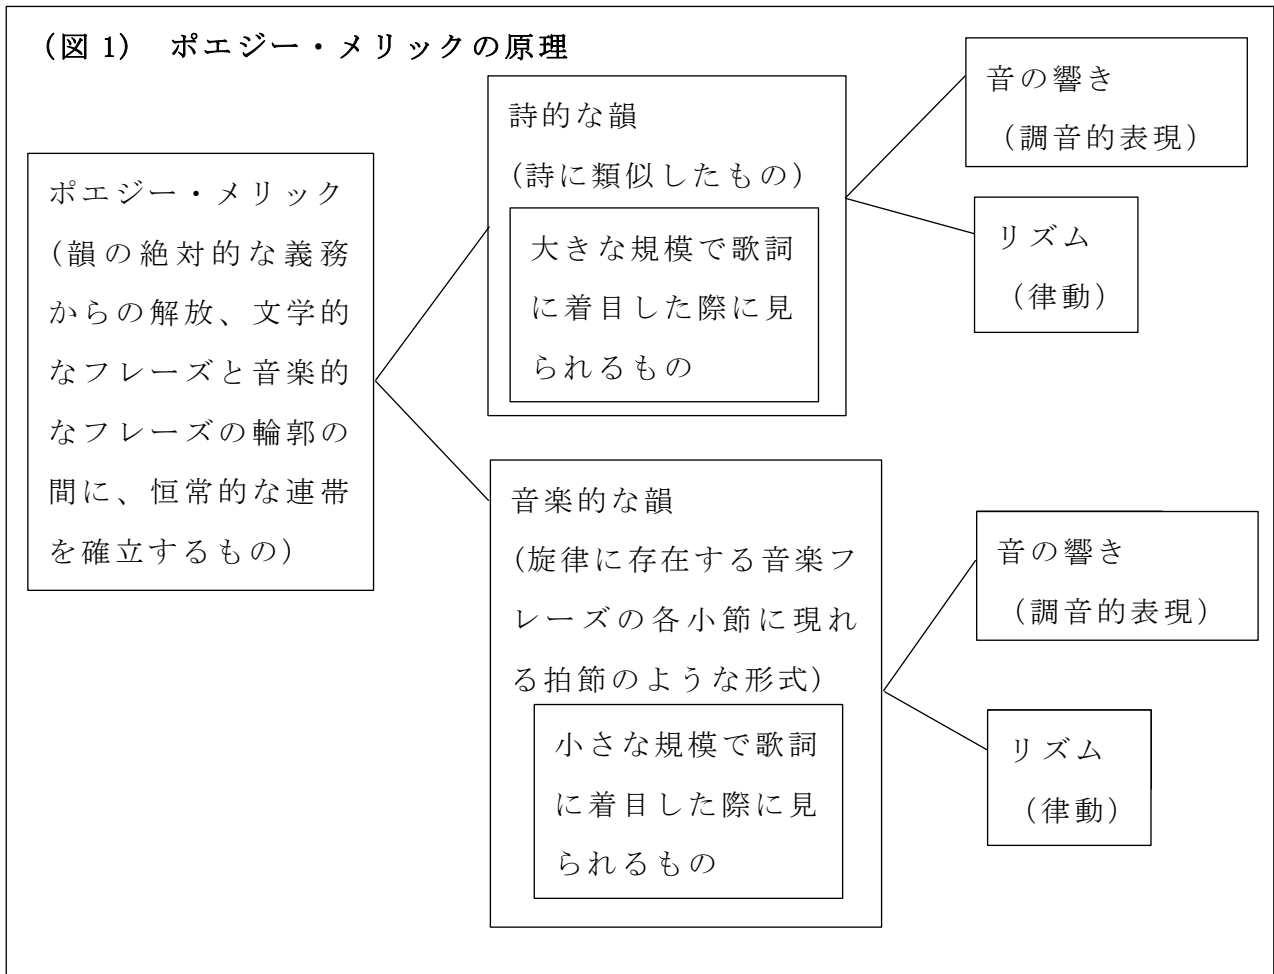 (図 1)　ポエジー・メリックの原理
ポエジー・メリック
(韻の絶対的な義務
からの解放、文学的
なフレーズと音楽的
なフレーズの輪郭の
間に、恒常的な連帯
を確立するもの)
詩的な韻
(詩に類似したもの)
大きな規模で歌詞
に着目した際に見
られるもの
音の響き
(調音的表現)
リズム
(律動)
音楽的な韻
(旋律に存在する音楽フ
レーズの各小節に現れ
る拍節のような形式)
小さな規模で歌詞
に着目した際に見
られるもの
音の響き
(調音的表現)
リズム
(律動)